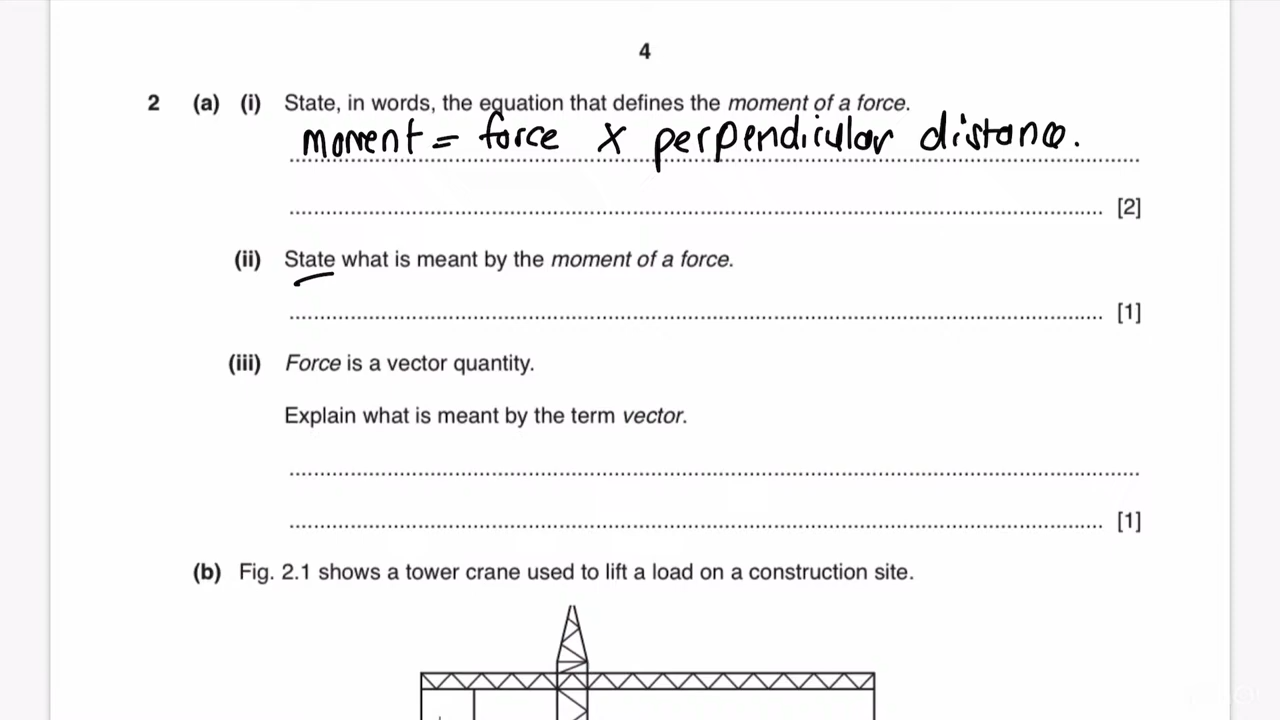 4
2 (a) (i) State, in words, the equation that defines the moment of a force.
moment = force x perpendicular distance.
[2]
(ii) State what is meant by the moment of a force.
[1]
(iii) Force is a vector quantity.
Explain what is meant by the term vector.
[1]
(b) Fig. 2.1 shows a tower crane used to lift a load on a construction site.